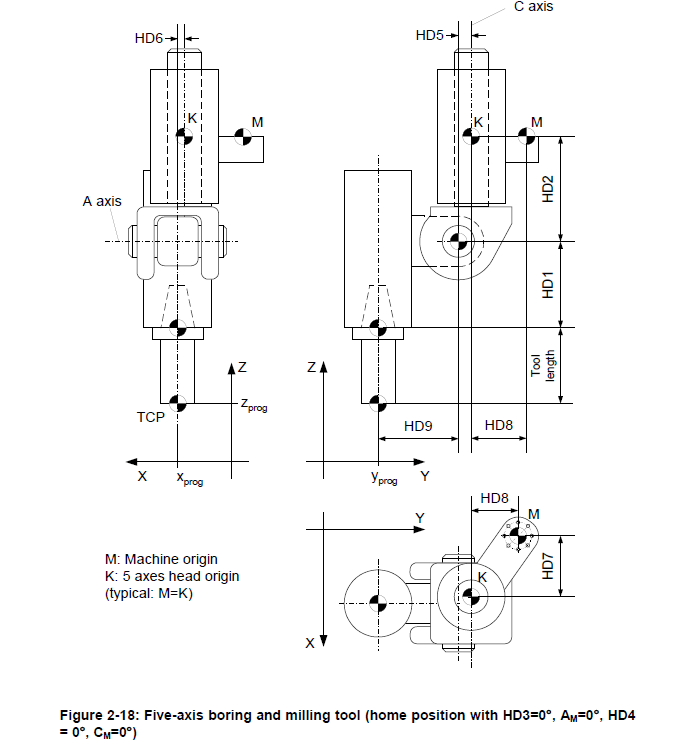 C axis
HD6
HD5
K
M
K
M
A axis
HD2
HD1
Tool
length
Z
Z
zprog
TCP
HD9
HD8
X
xprog
yprog
Y
HD8
Y
M
HD7
K
X
M: Machine origin
K: 5 axes head origin
(typical: M=K)
Figure 2-18: Five-axis boring and milling tool (home position with HD3=0°, AM=0°, HD4
= 0°, CM=0°)